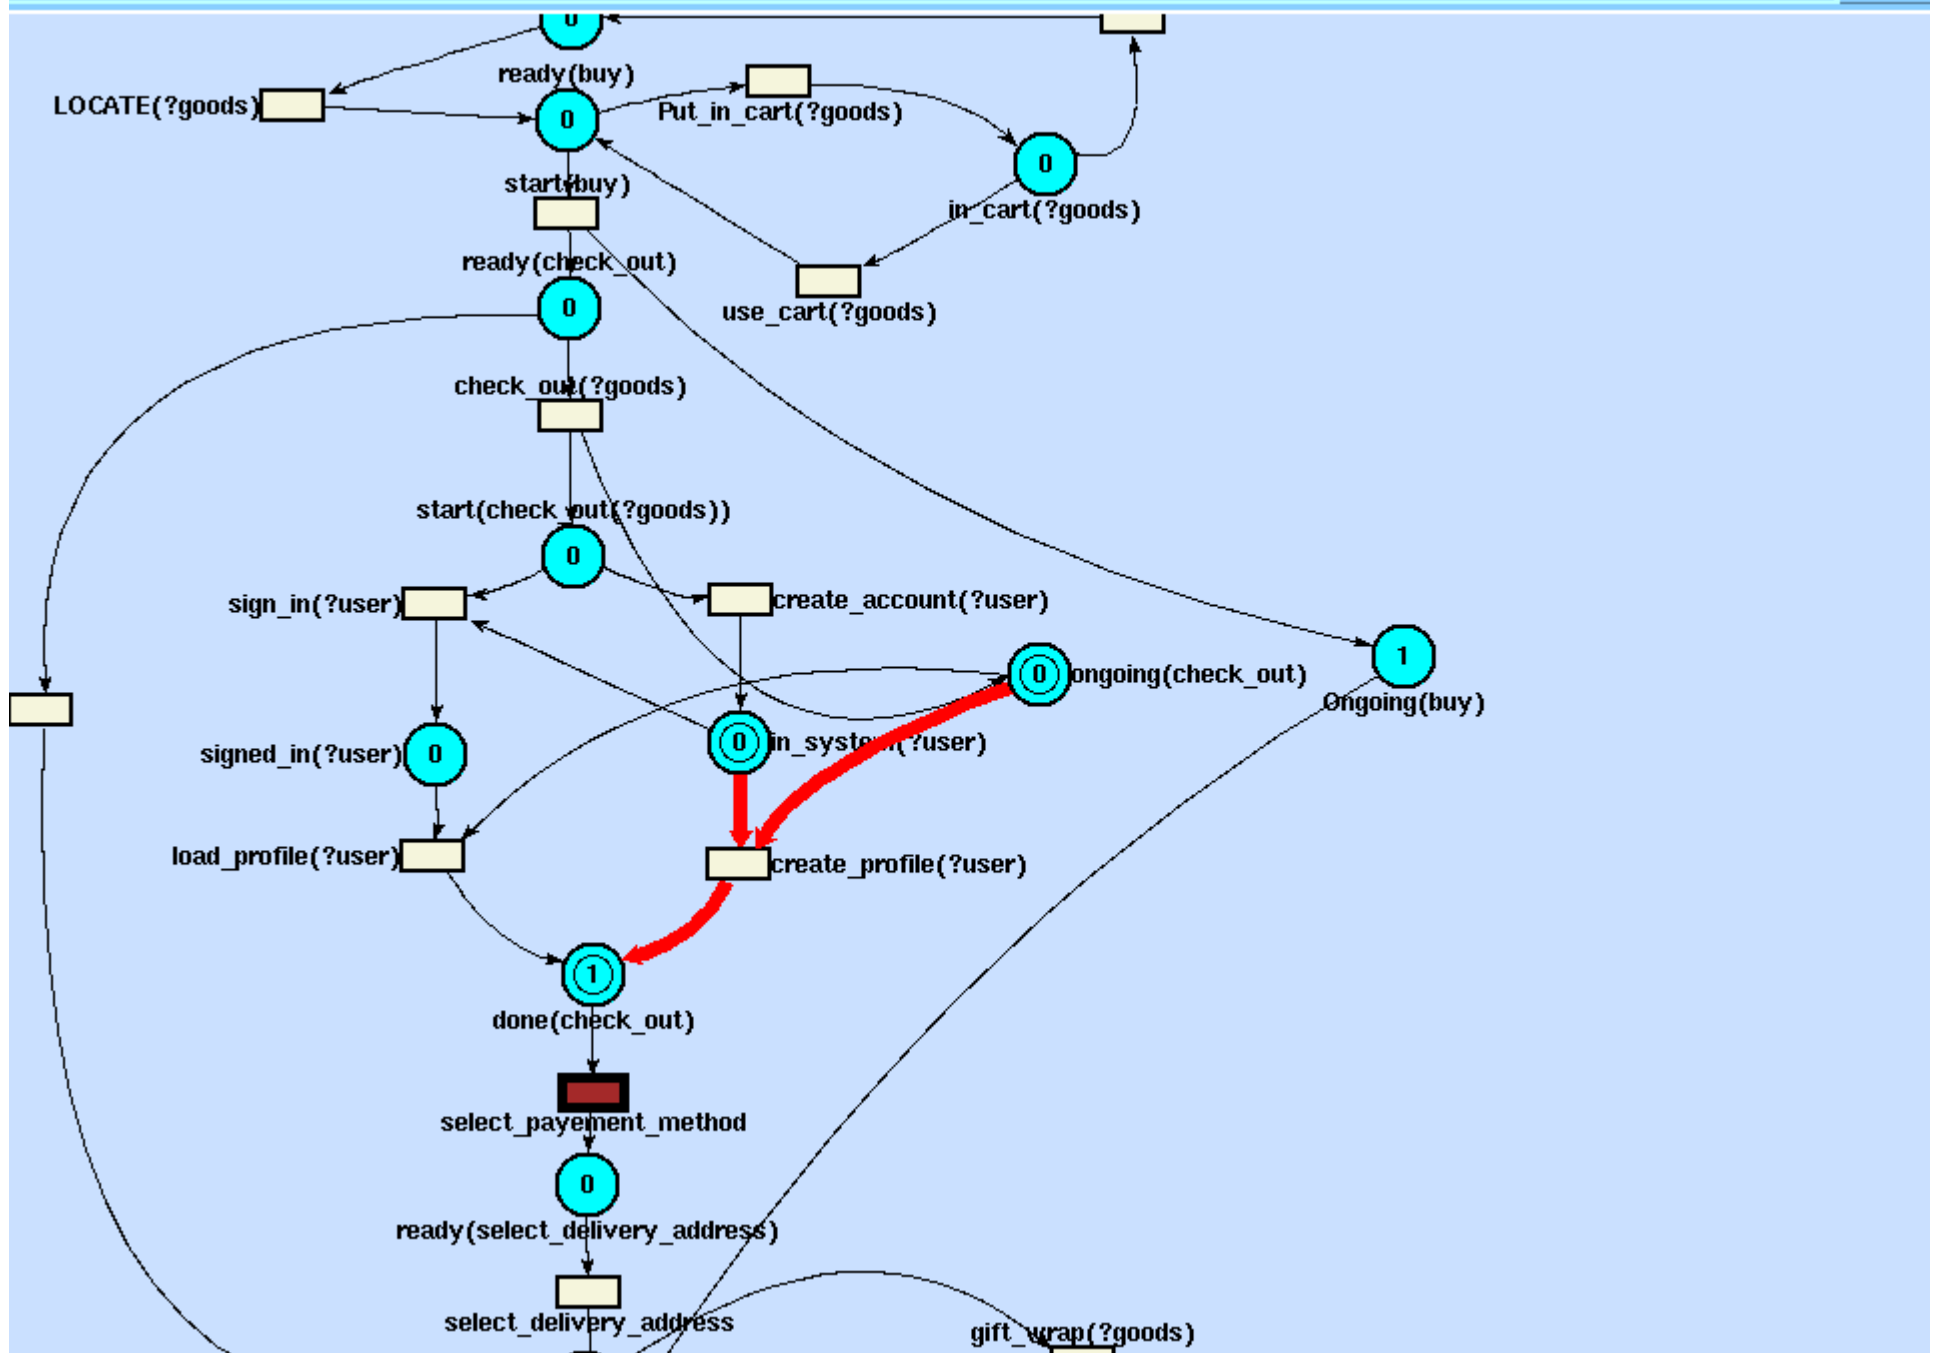 0
ready(buy)
LOCATE(?goods)
0
Put_in_cart(?goods)
0
start(buy)
in_cart(?goods)
ready(check_out)
0
use_cart(?goods)
check_out(?goods)
start(check_out(?goods))
0
sign_in(?user)
create_account(?user)
1
0
ongoing(check_out)
Ongoing(buy)
signed_in(?user)
0
0
in_system(?user)
load_profile(?user)
create_profile(?user)
1
done(check_out)
select_payement_method
0
ready(select_delivery_address)
select_delivery_address
gift_wrap(?goods)